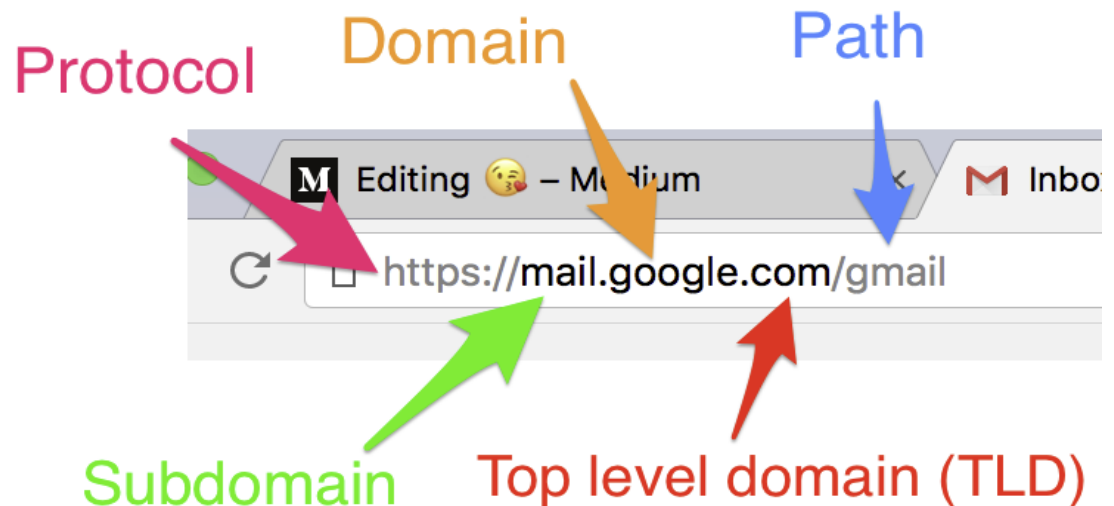 Protocol
Domain
Path
M Editing 😘 – Medium × Inbo
https://mail.google.com/gmail
Subdomain
Top level domain (TLD)